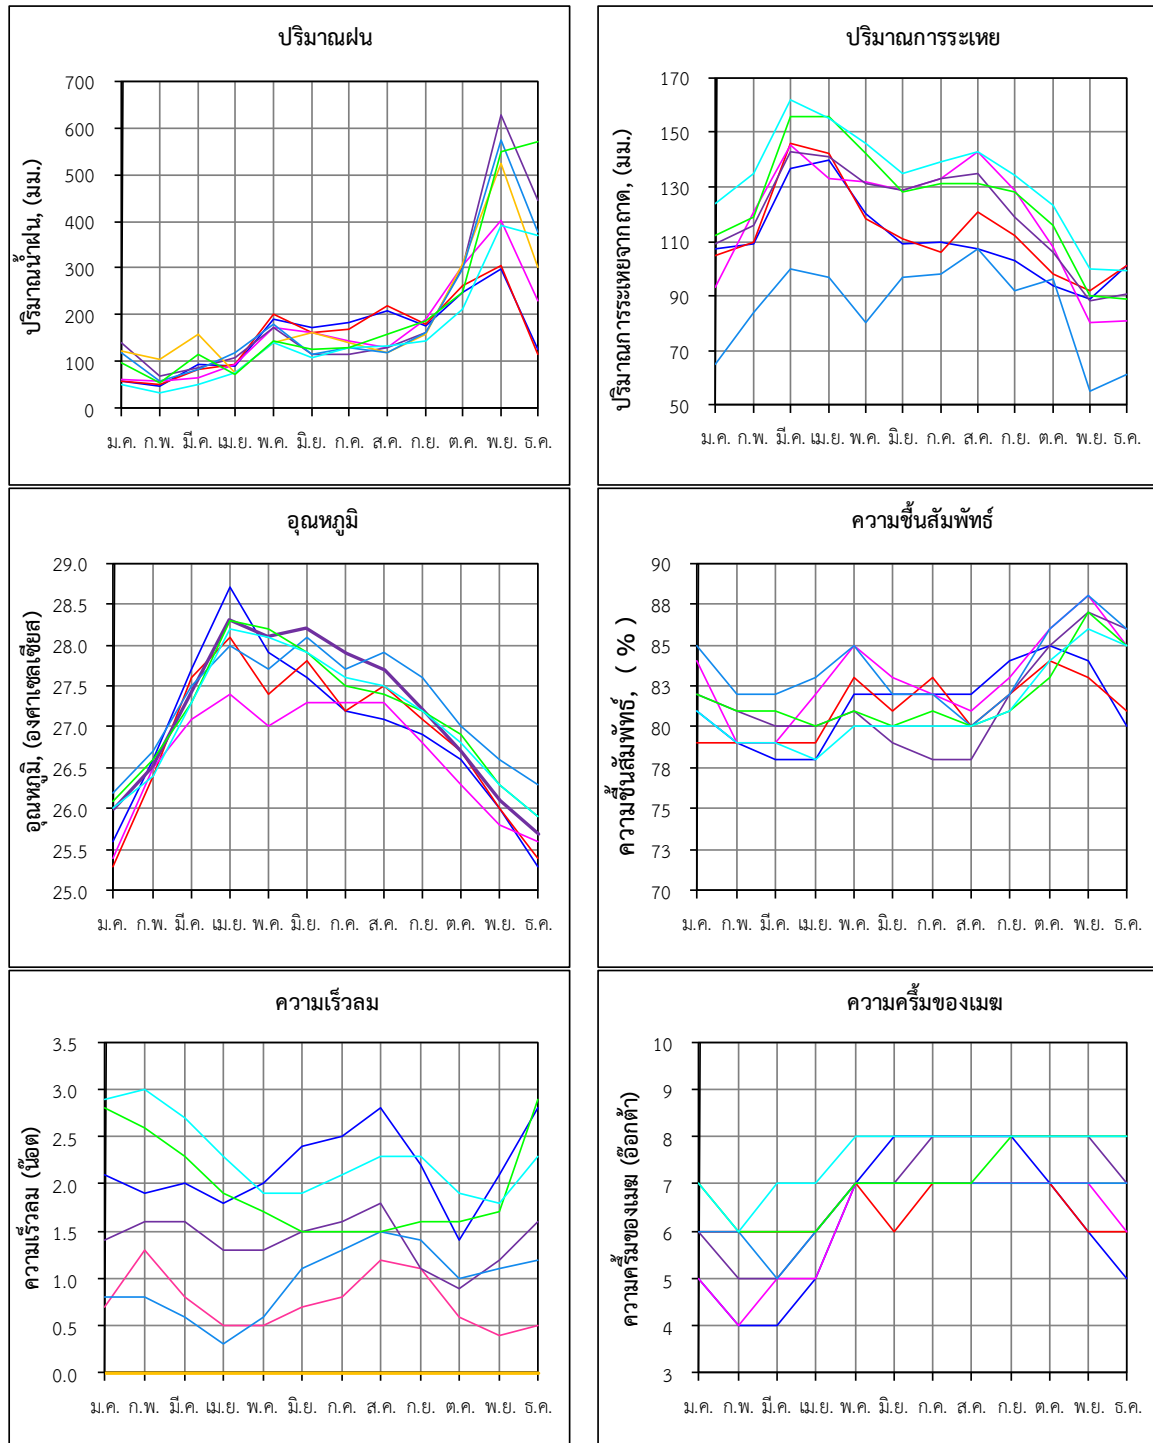 ปริมาณฝน
ปริมาณน้ำฝน, (มม.)
700
600
500
400
300
200
100
0
ม.ค. ก.พ. มี.ค. เม.ย. พ.ค. มิ.ย. ก.ค. ส.ค. ก.ย. ต.ค. พ.ย. ธ.ค.
ปริมาณการระเหย
ปริมาณการระเหยจากถาด, (มม.)
170
150
130
110
90
70
50
ม.ค. ก.พ. มี.ค. เม.ย. พ.ค. มิ.ย. ก.ค. ส.ค. ก.ย. ต.ค. พ.ย. ธ.ค.
อุณหภูมิ
อุณหภูมิ, (องศาเซลเซียส)
29.0
28.5
28.0
27.5
27.0
26.5
26.0
25.5
25.0
ม.ค. ก.พ. มี.ค. เม.ย. พ.ค. มิ.ย. ก.ค. ส.ค. ก.ย. ต.ค. พ.ย. ธ.ค.
ความชื้นสัมพัทธ์
ความชื้นสัมพัทธ์, ( % )
90
88
85
83
80
78
75
73
70
ม.ค. ก.พ. มี.ค. เม.ย. พ.ค. มิ.ย. ก.ค. ส.ค. ก.ย. ต.ค. พ.ย. ธ.ค.
ความเร็วลม
ความเร็วลม (น๊อต)
3.5
3.0
2.5
2.0
1.5
1.0
0.5
0.0
ม.ค. ก.พ. มี.ค. เม.ย. พ.ค. มิ.ย. ก.ค. ส.ค. ก.ย. ต.ค. พ.ย. ธ.ค.
ความครึ้มของเมฆ
ความครึ้มของเมฆ (อ๊อกต้า)
10
9
8
7
6
5
4
3
ม.ค. ก.พ. มี.ค. เม.ย. พ.ค. มิ.ย. ก.ค. ส.ค. ก.ย. ต.ค. พ.ย. ธ.ค.